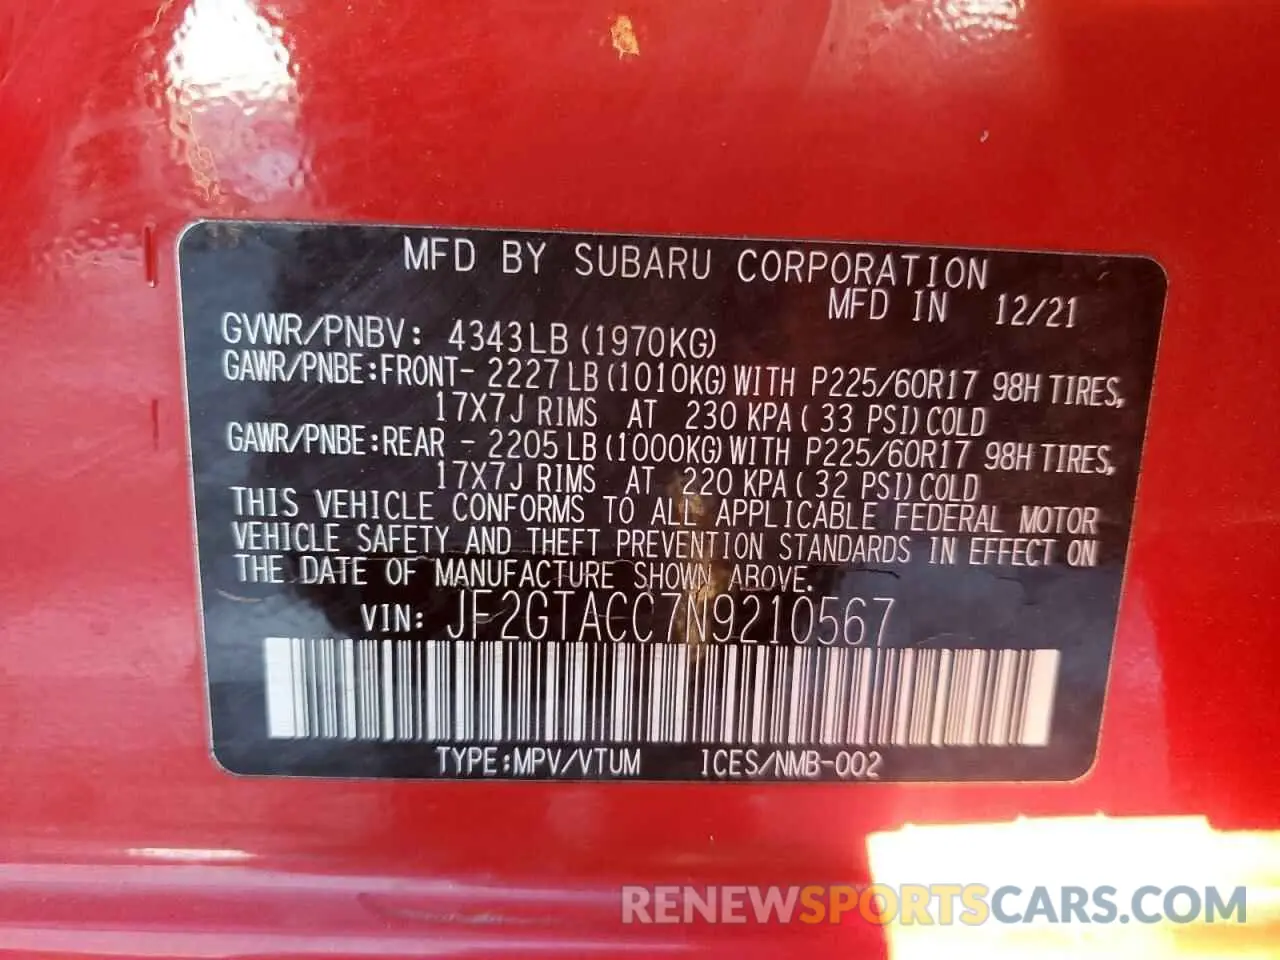 MFD BY SUBARU CORPORATION
MFD IN 12/21
GVWR/PNBV: 4343LB (1970KG)
GAWR/PNBE:FRONT- 2227LB (1010KG) WITH P225/60R17 98H TIRES,
17X7J RIMS AT 230 KPA ( 33 PSI) COLD
GAWR/PNBE:REAR - 2205LB (1000KG) WITH P225/60R17 98H TIRES,
17X7J RIMS AT 220 KPA ( 32 PSI) COLD
THIS VEHICLE CONFORMS TO ALL APPLICABLE FEDERAL MOTOR
VEHICLE SAFETY AND THEFT PREVENTION STANDARDS IN EFFECT ON
THE DATE OF MANUFACTURE SHOWN ABOVE.
VIN: JF2GTACC7N9210567
TYPE:MPV/VTUM ICES/NMB-002
RENEWSPORTSCARS.COM